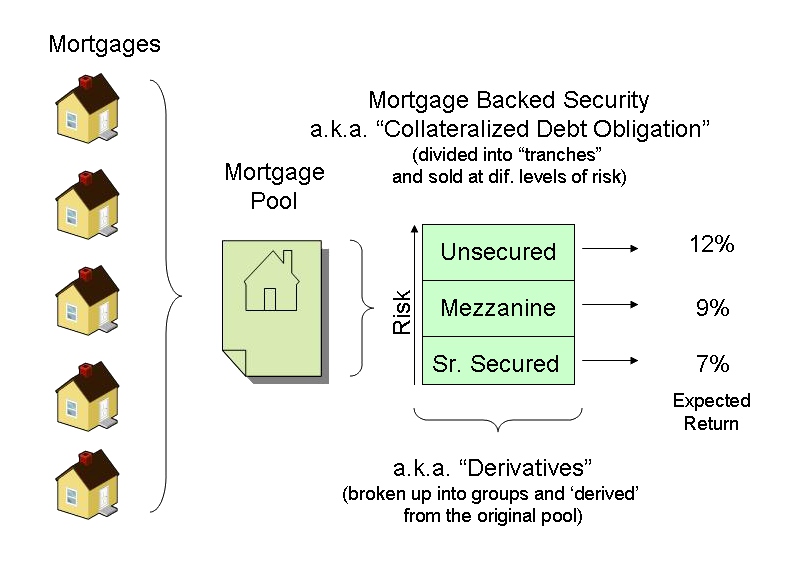 Mortgages
Mortgage Backed Security
a.k.a. “Collateralized Debt Obligation”
(divided into “tranches”
and sold at dif. levels of risk)
Mortgage
Pool
Risk
Unsecured
12%
Mezzanine
9%
Sr. Secured
7%
Expected
Return
a.k.a. “Derivatives”
(broken up into groups and ‘derived’
from the original pool)